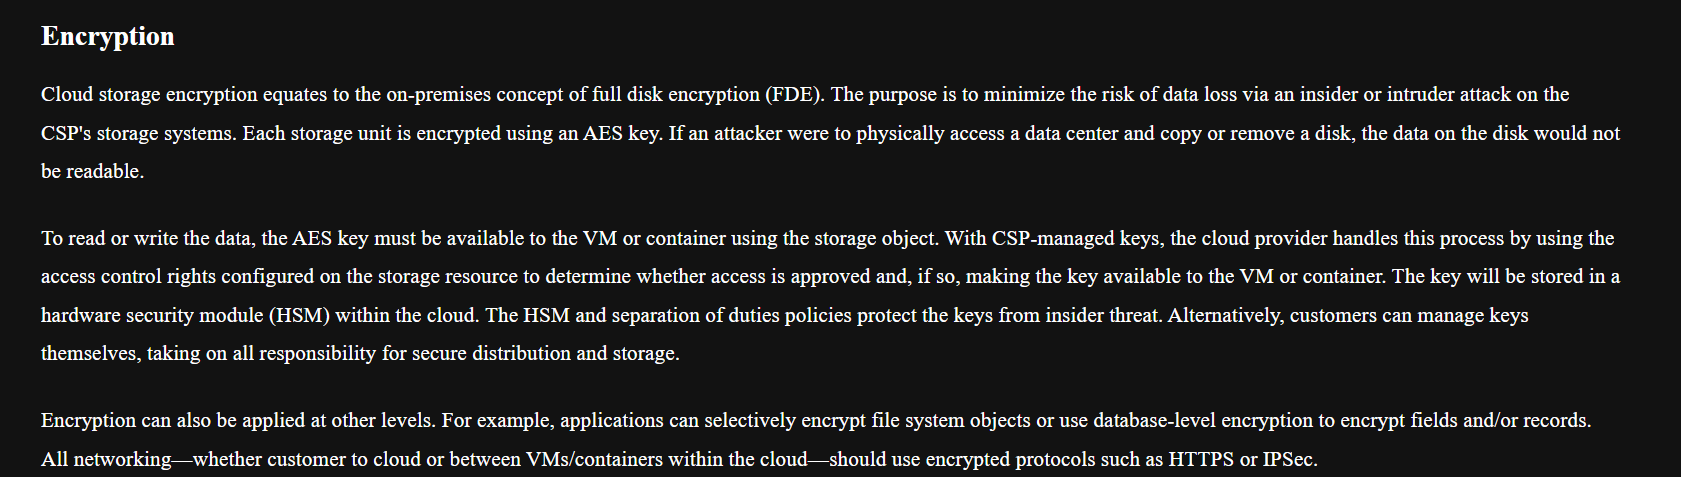 Encryption
Cloud storage encryption equates to the on-premises concept of full disk encryption (FDE). The purpose is to minimize the risk of data loss via an insider or intruder attack on the
CSP's storage systems. Each storage unit is encrypted using an AES key. If an attacker were to physically access a data center and copy or remove a disk, the data on the disk would not
be readable.
To read or write the data, the AES key must be available to the VM or container using the storage object. With CSP-managed keys, the cloud provider handles this process by using the
access control rights configured on the storage resource to determine whether access is approved and, if so, making the key available to the VM or container. The key will be stored in a
hardware security module (HSM) within the cloud. The HSM and separation of duties policies protect the keys from insider threat. Alternatively, customers can manage keys
themselves, taking on all responsibility for secure distribution and storage.
Encryption can also be applied at other levels. For example, applications can selectively encrypt file system objects or use database-level encryption to encrypt fields and/or records.
All networking—whether customer to cloud or between VMs/containers within the cloud—should use encrypted protocols such as HTTPS or IPSec.